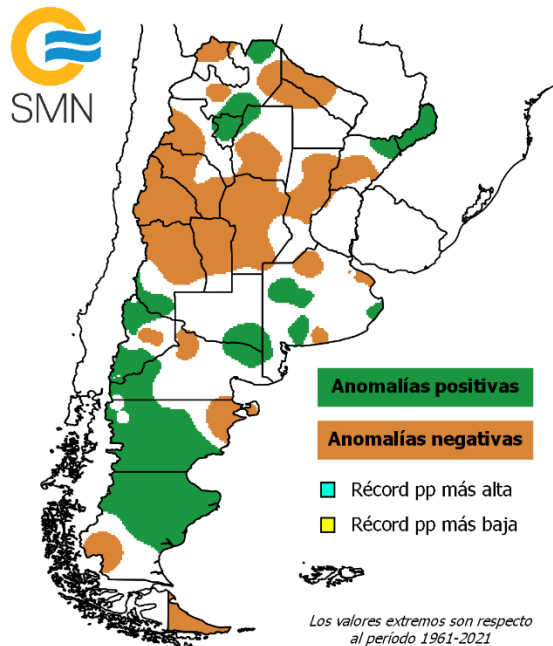 SMN
Anomalías positivas
Anomalías negativas
Récord pp más alta
Récord pp más baja
Los valores extremos son respecto
al período 1961-2021